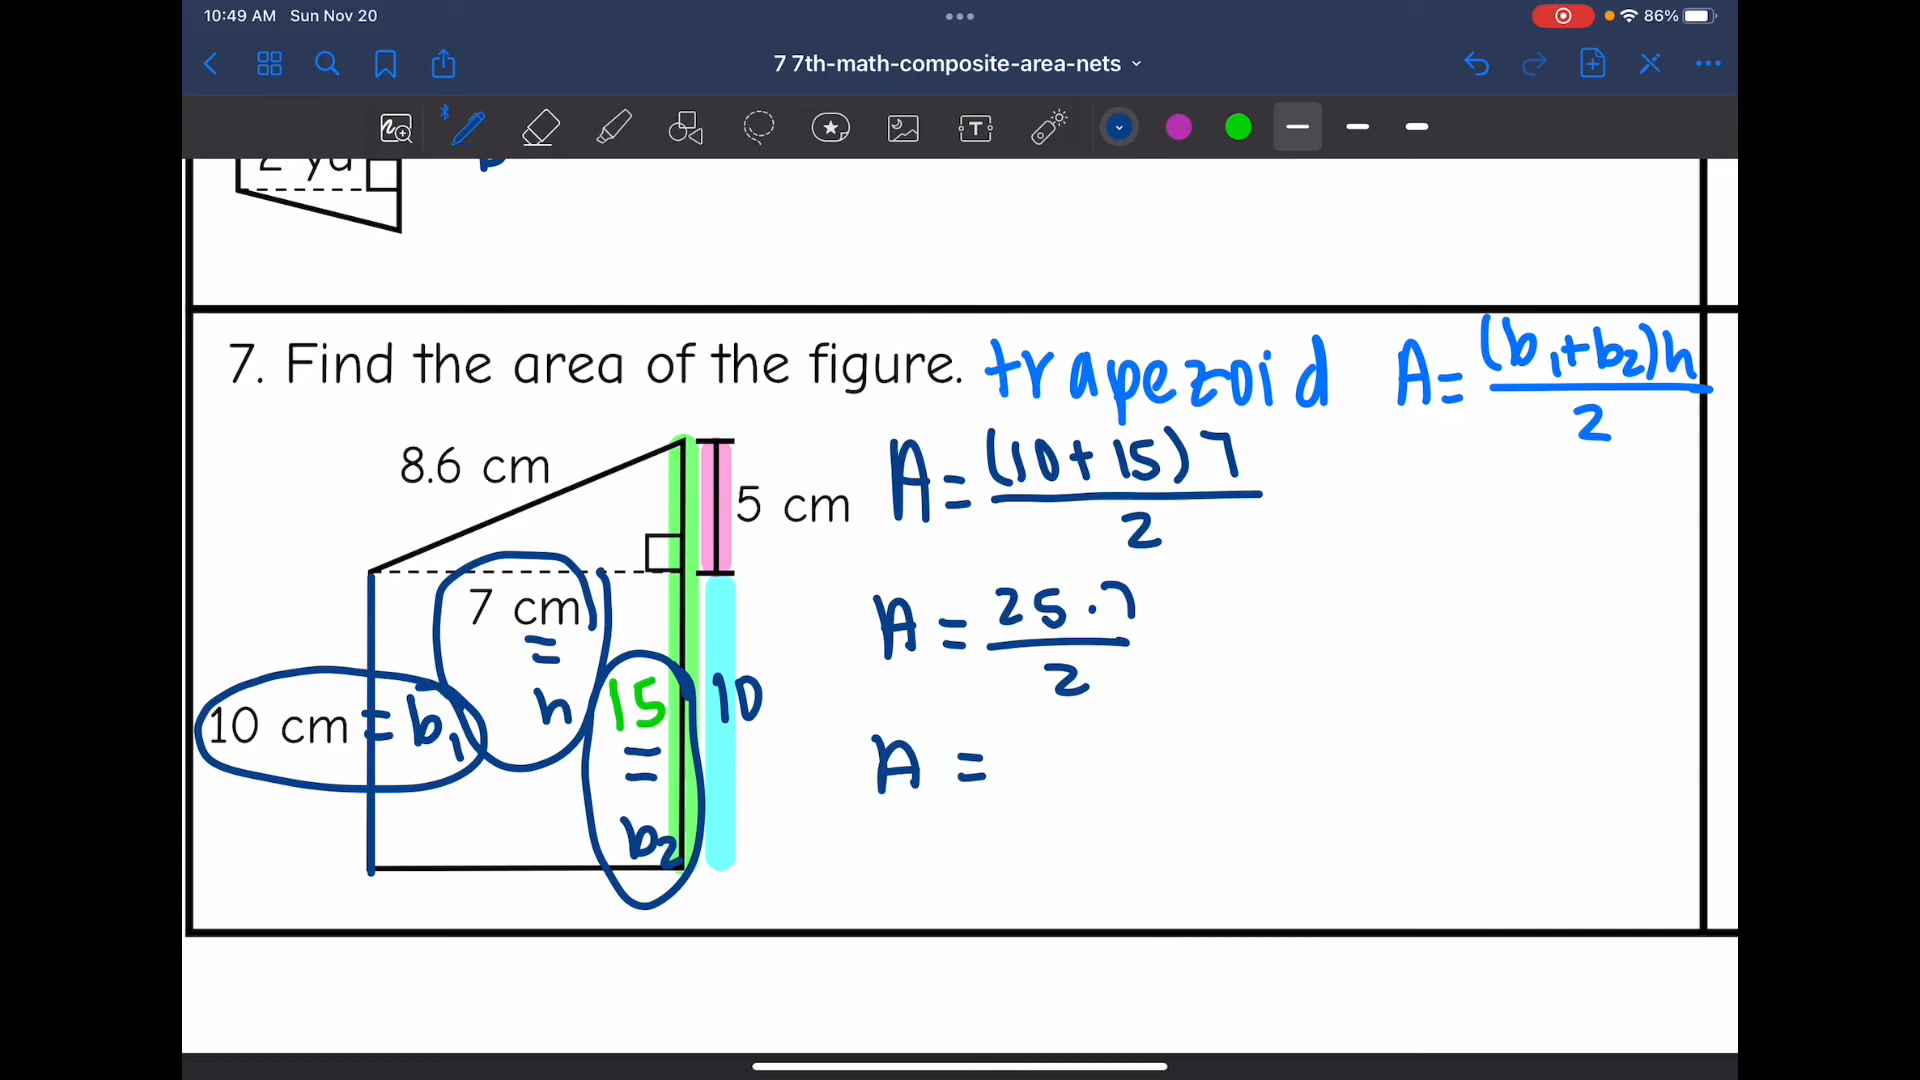 10:49 AM Sun Nov 20
86%
7 7th-math-composite-area-nets
T
2 yd
7. Find the area of the figure. trapezoid A = (b₁+b₂)h / 2
8.6 cm
5 cm
A = (10+15)7 / 2
7 cm
=
h
A = 25·7 / 2
10 cm = b₁
15
=
b₂
10
A =